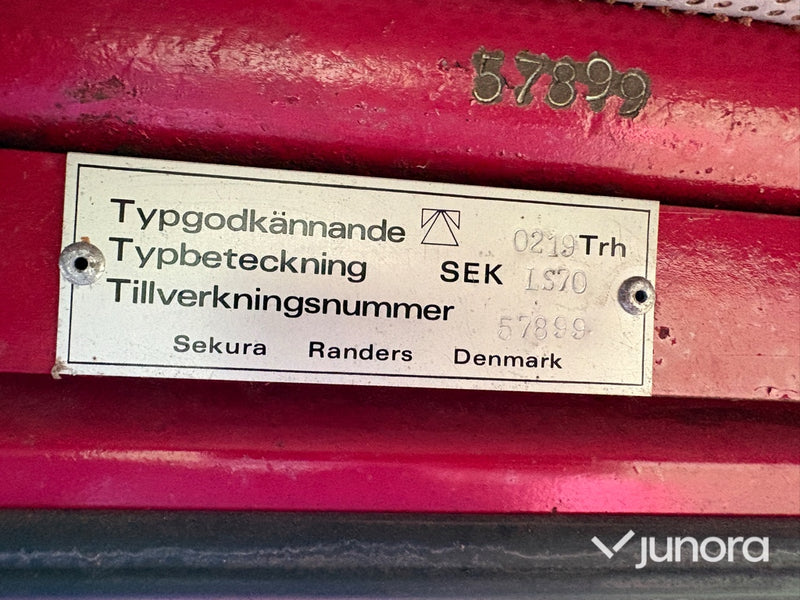 57899
Typgodkännande 0219 Trh
Typbeteckning SEK LS70
Tillverkningsnummer 57899
Sekura Randers Denmark
junora